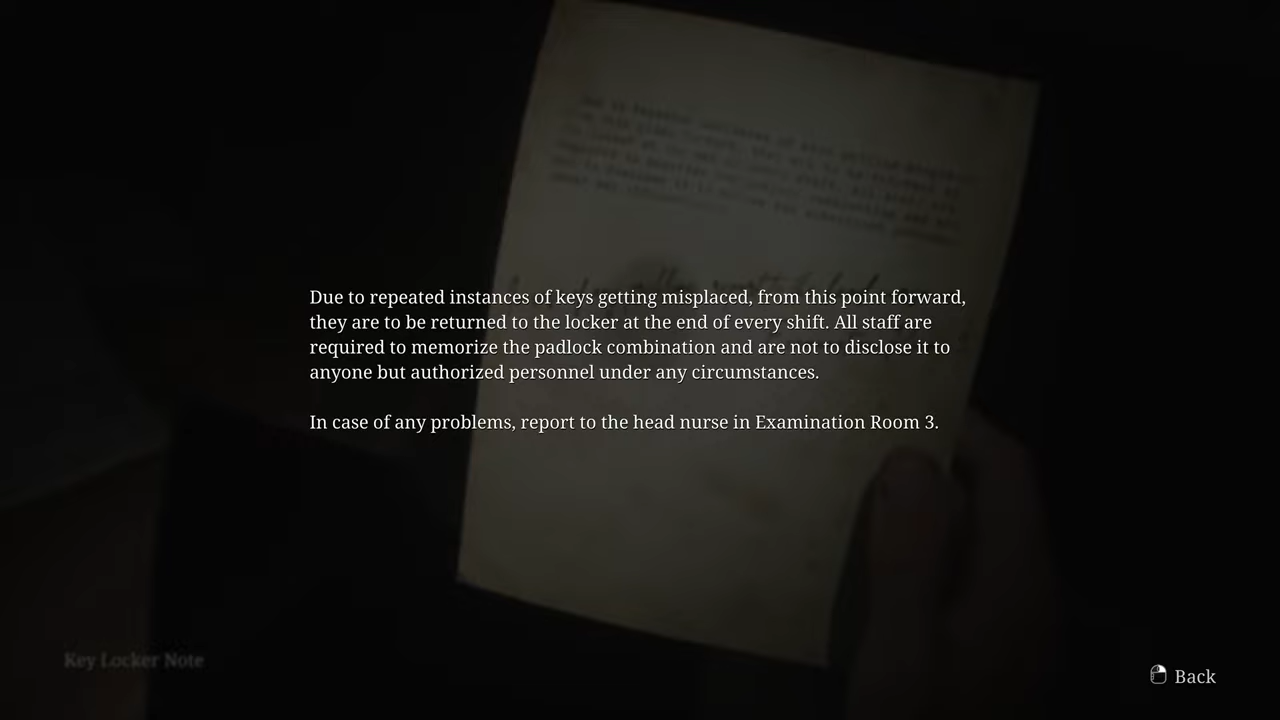 Due to repeated instances of keys getting misplaced, from this point forward,
they are to be returned to the locker at the end of every shift. All staff are
required to memorize the padlock combination and are not to disclose it to
anyone but authorized personnel under any circumstances.
In case of any problems, report to the head nurse in Examination Room 3.
Key Locker Note
Back